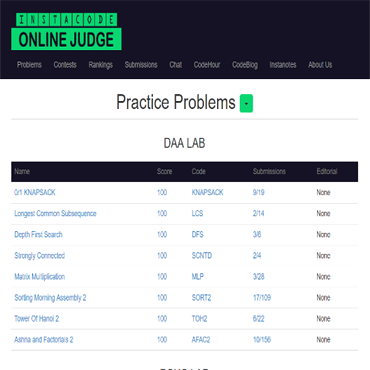 INSTACODE
ONLINE JUDGE
Problems Contests Rankings Submissions Chat CodeHour CodeBlog Instanotes About Us
Practice Problems
DAA LAB
Name Score Code Submissions Editorial
0/1 KNAPSACK 100 KNAPSACK 9/19 None
Longest Common Subsequence 100 LCS 2/14 None
Depth First Search 100 DFS 3/6 None
Strongly Connected 100 SCNTD 2/4 None
Matrix Multiplication 100 MLP 3/28 None
Sorting Morning Assembly 2 100 SORT2 17/109 None
Tower Of Hanoi 2 100 TOH2 6/22 None
Ashna and Factorials 2 100 AFAC2 10/156 None